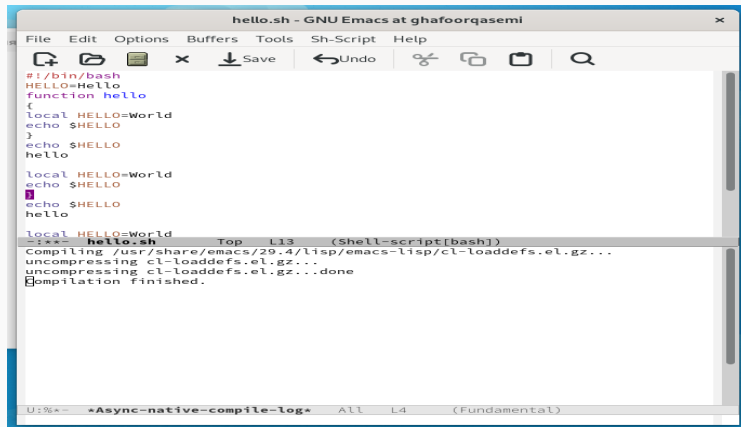 hello.sh - GNU Emacs at ghafoorqasemi
File Edit Options Buffers Tools Sh-Script Help
Save Undo
#!/bin/bash
HELLO=Hello
function hello
{
local HELLO=World
echo $HELLO
}
echo $HELLO
hello
local HELLO=World
echo $HELLO
}
echo $HELLO
hello
local HELLO=World
-:**- hello.sh Top L13 (Shell-script[bash])
Compiling /usr/share/emacs/29.4/lisp/emacs-lisp/cl-loaddefs.el.gz...
uncompressing cl-loaddefs.el.gz...
uncompressing cl-loaddefs.el.gz...done
Compilation finished.
U:%*- *Async-native-compile-log* All L4 (Fundamental)